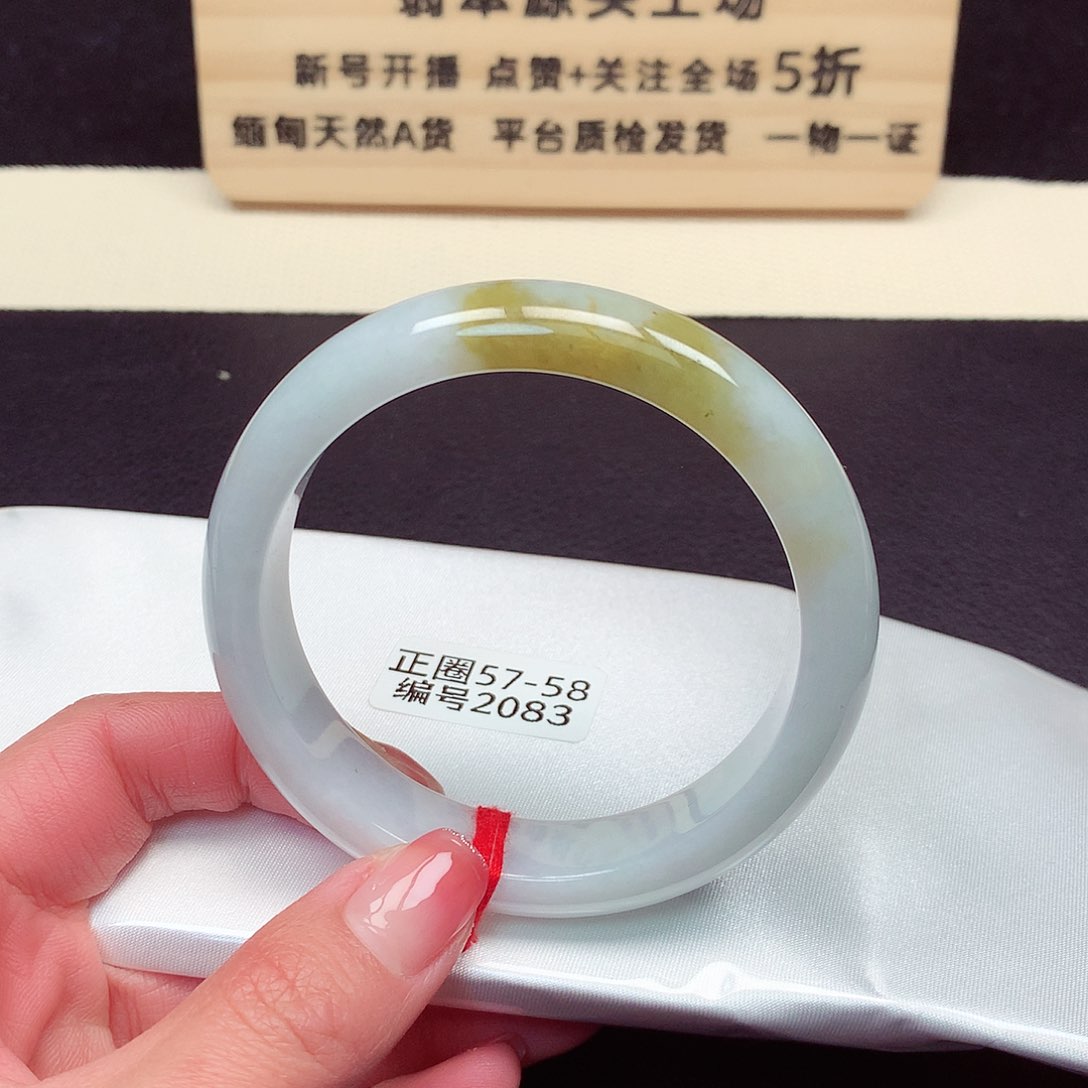 新号开播 点赞+关注全场5折
缅甸天然A货 平台质检发货 一物一证
正圈57-58
编号2083